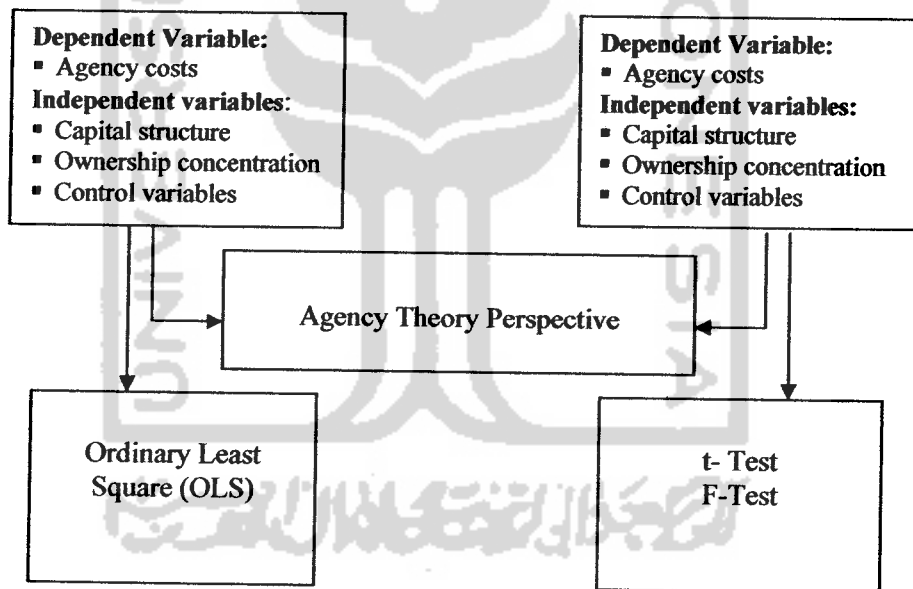 Dependent Variable:
▪ Agency costs
Independent variables:
▪ Capital structure
▪ Ownership concentration
▪ Control variables
Dependent Variable:
▪ Agency costs
Independent variables:
▪ Capital structure
▪ Ownership concentration
▪ Control variables
Agency Theory Perspective
Ordinary Least
Square (OLS)
t- Test
F-Test